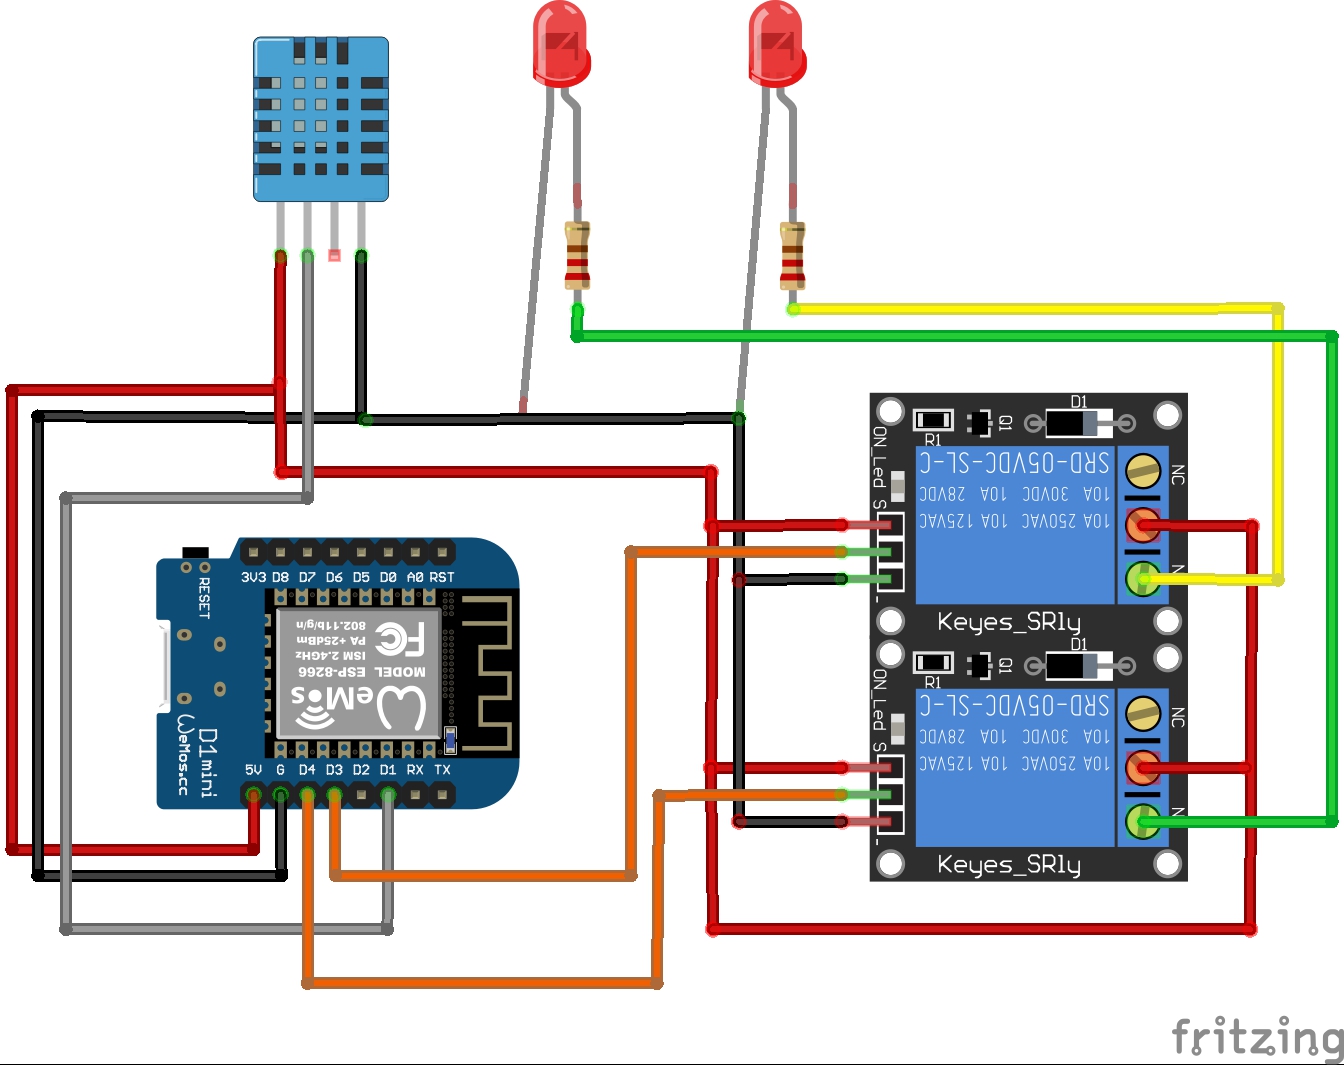 ON_Led
S
-
R1
Q1
D1
SRD-05VDC-SL-C
10A 30VDC 10A 28VDC
10A 250VAC 10A 125VAC
NC
N
Keyes_SRly
ON_Led
S
-
R1
Q1
D1
SRD-05VDC-SL-C
10A 30VDC 10A 28VDC
10A 250VAC 10A 125VAC
NC
N
Keyes_SRly
3V3 D8 D7 D6 D5 D0 A0 RST
RESET
WeMos
MODEL ESP-8266
ISM 2.4GHz
PA +25dBm
802.11b/g/n
FC
D1mini
WeMos.cc
5V G D4 D3 D2 D1 RX TX
fritzing